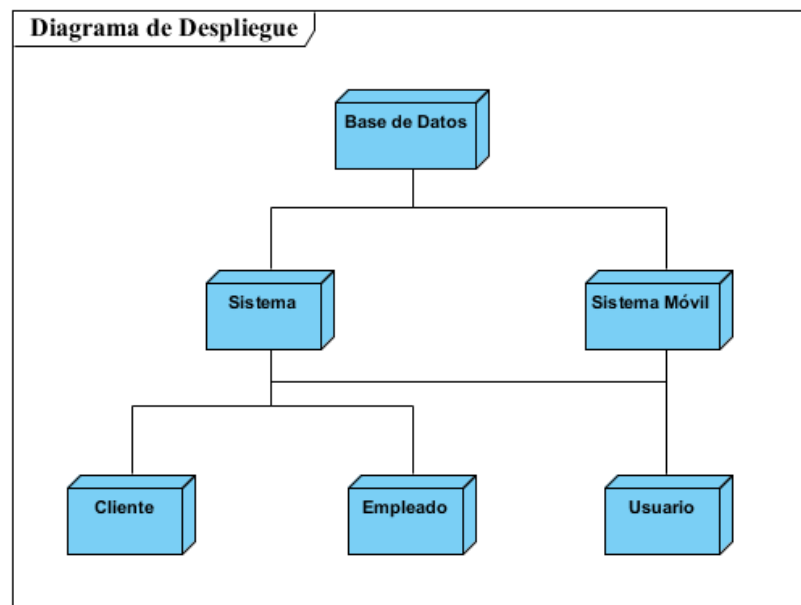 Diagrama de Despliegue
Base de Datos
Sistema
Sistema Móvil
Cliente
Empleado
Usuario